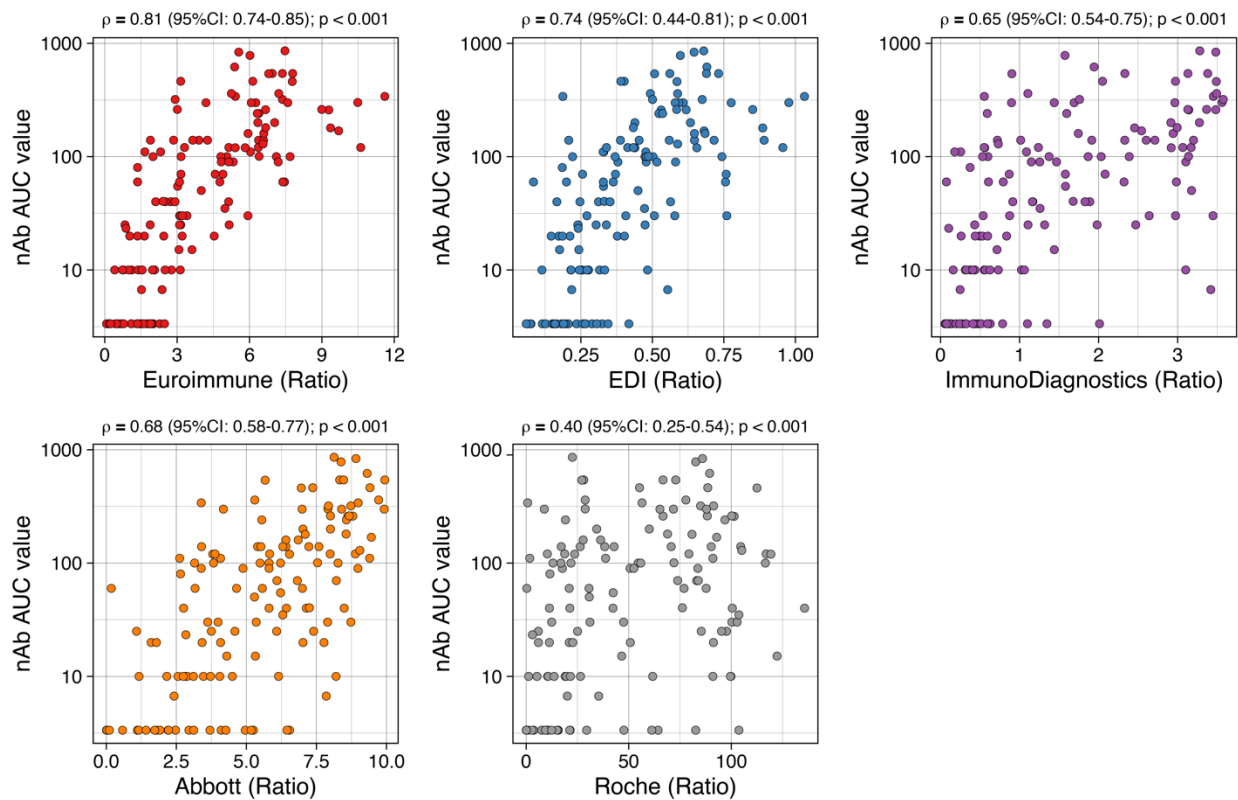 ρ = 0.81 (95%CI: 0.74-0.85); p < 0.001
nAb AUC value
1000
100
10
0 3 6 9 12
Euroimmune (Ratio)
ρ = 0.74 (95%CI: 0.44-0.81); p < 0.001
nAb AUC value
1000
100
10
0.25 0.50 0.75 1.00
EDI (Ratio)
ρ = 0.65 (95%CI: 0.54-0.75); p < 0.001
nAb AUC value
1000
100
10
0 1 2 3
ImmunoDiagnostics (Ratio)
ρ = 0.68 (95%CI: 0.58-0.77); p < 0.001
nAb AUC value
1000
100
10
0.0 2.5 5.0 7.5 10.0
Abbott (Ratio)
ρ = 0.40 (95%CI: 0.25-0.54); p < 0.001
nAb AUC value
1000
100
10
0 50 100
Roche (Ratio)